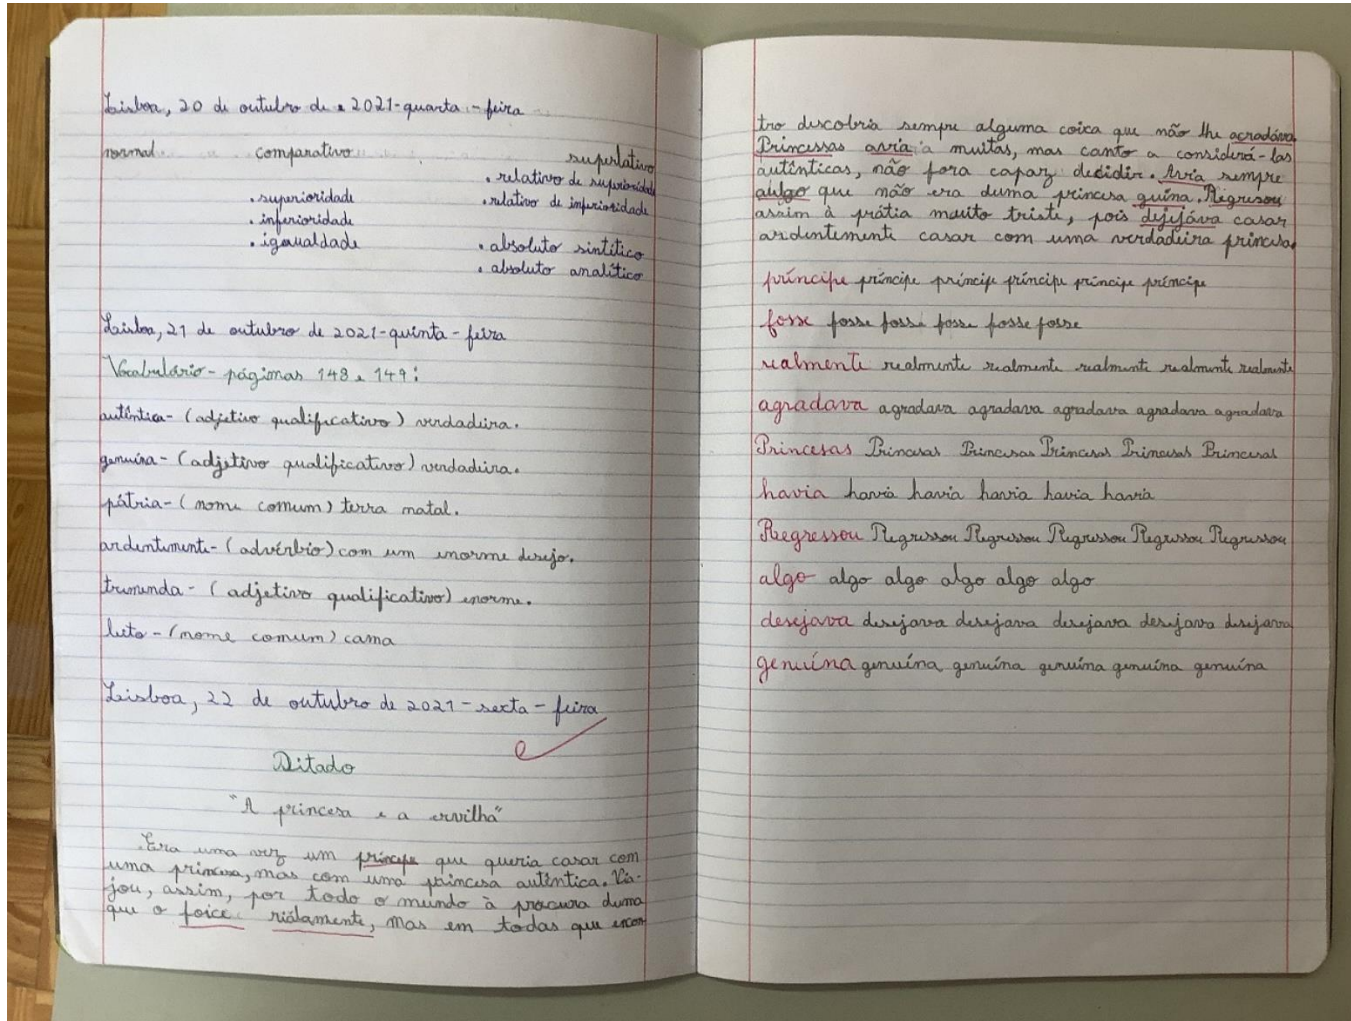 Lisboa, 20 de outubro de 2021-quarta-feira
normal comparativo superlativo
. relativo de superioridade
. superioridade . relativo de inferioridade
. inferioridade
. igaualdade . absoluto sintítico
. absoluto analítico
Lisboa, 21 de outubro de 2021-quinta-feira
Vocabulário - páginas 148 e 149:
autêntica - (adjetivo qualificativo) verdadeira.
genuína - (adjetivo qualificativo) verdadeira.
pátria - (nome comum) terra natal.
ardentemente - (advérbio) com um enorme desejo.
tremenda - (adjetivo qualificativo) enorme.
leito - (nome comum) cama
Lisboa, 22 de outubro de 2021-sexta-feira
Ditado
"A princesa e a ervilha"
Era uma vez um príncipe que queria casar com
uma princesa, mas com uma princesa autêntica. Via-
jou, assim, por todo o mundo à procura duma
que o foice riálamente, mas em todas que encon
tro discobria sempre alguma coixa que não lhe acradáva.
Princessas avia a muitas, mas canto a considerá-las
autênticas, não fora capaz decidir. Avia sempre
aulgo que não era duma princesa guína. Regresou
assim à prátia muito triste, pois dejejáva casar
ardentemente casar com uma verdadeira princesa.
príncipe príncipe príncipe príncipe príncipe príncipe
fosse fosse fosse fosse fosse fosse
realmente realmente realmente realmente realmente realmente
agradava agradava agradava agradava agradava agradava
Princesas Princesas Princesas Princesas Princesas Princesas
havia havia havia havia havia havia
Regressou Regressou Regressou Regressou Regressou Regressou
algo algo algo algo algo algo
desejava desejava desejava desejava desejava desejava
genuína genuína genuína genuína genuína genuína